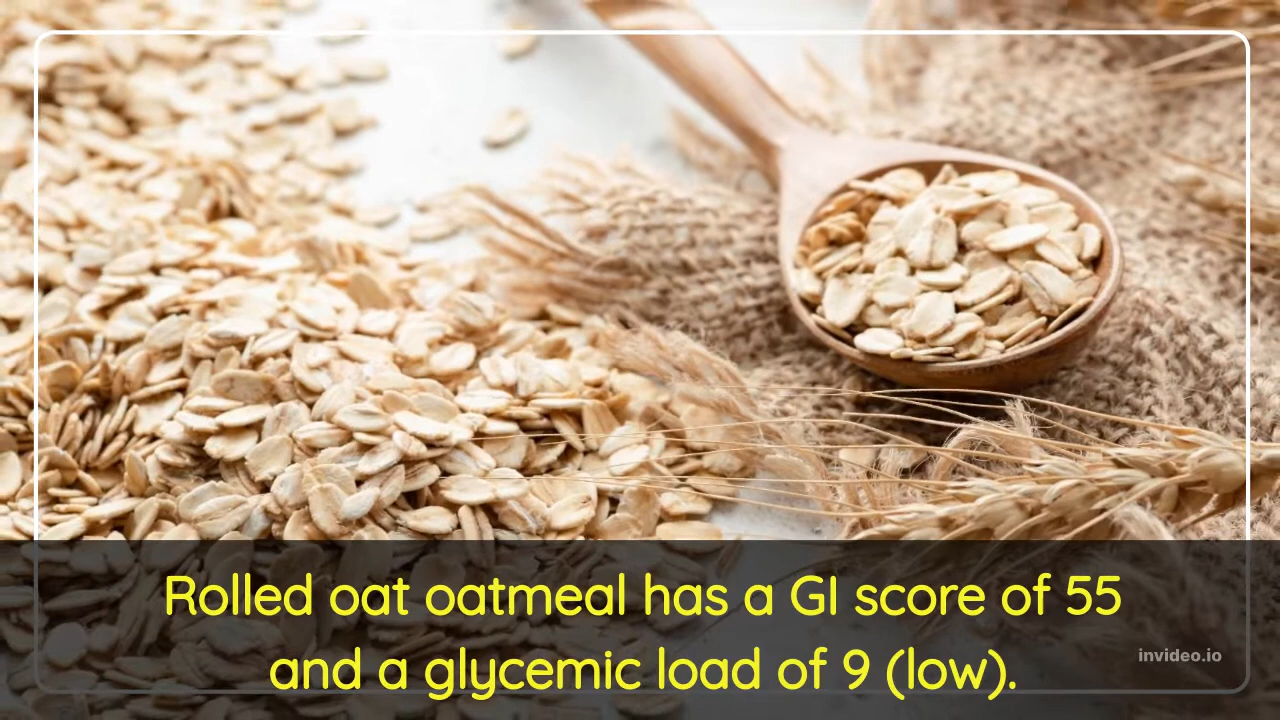 Rolled oat oatmeal has a GI score of 55
and a glycemic load of 9 (low).
invideo.io